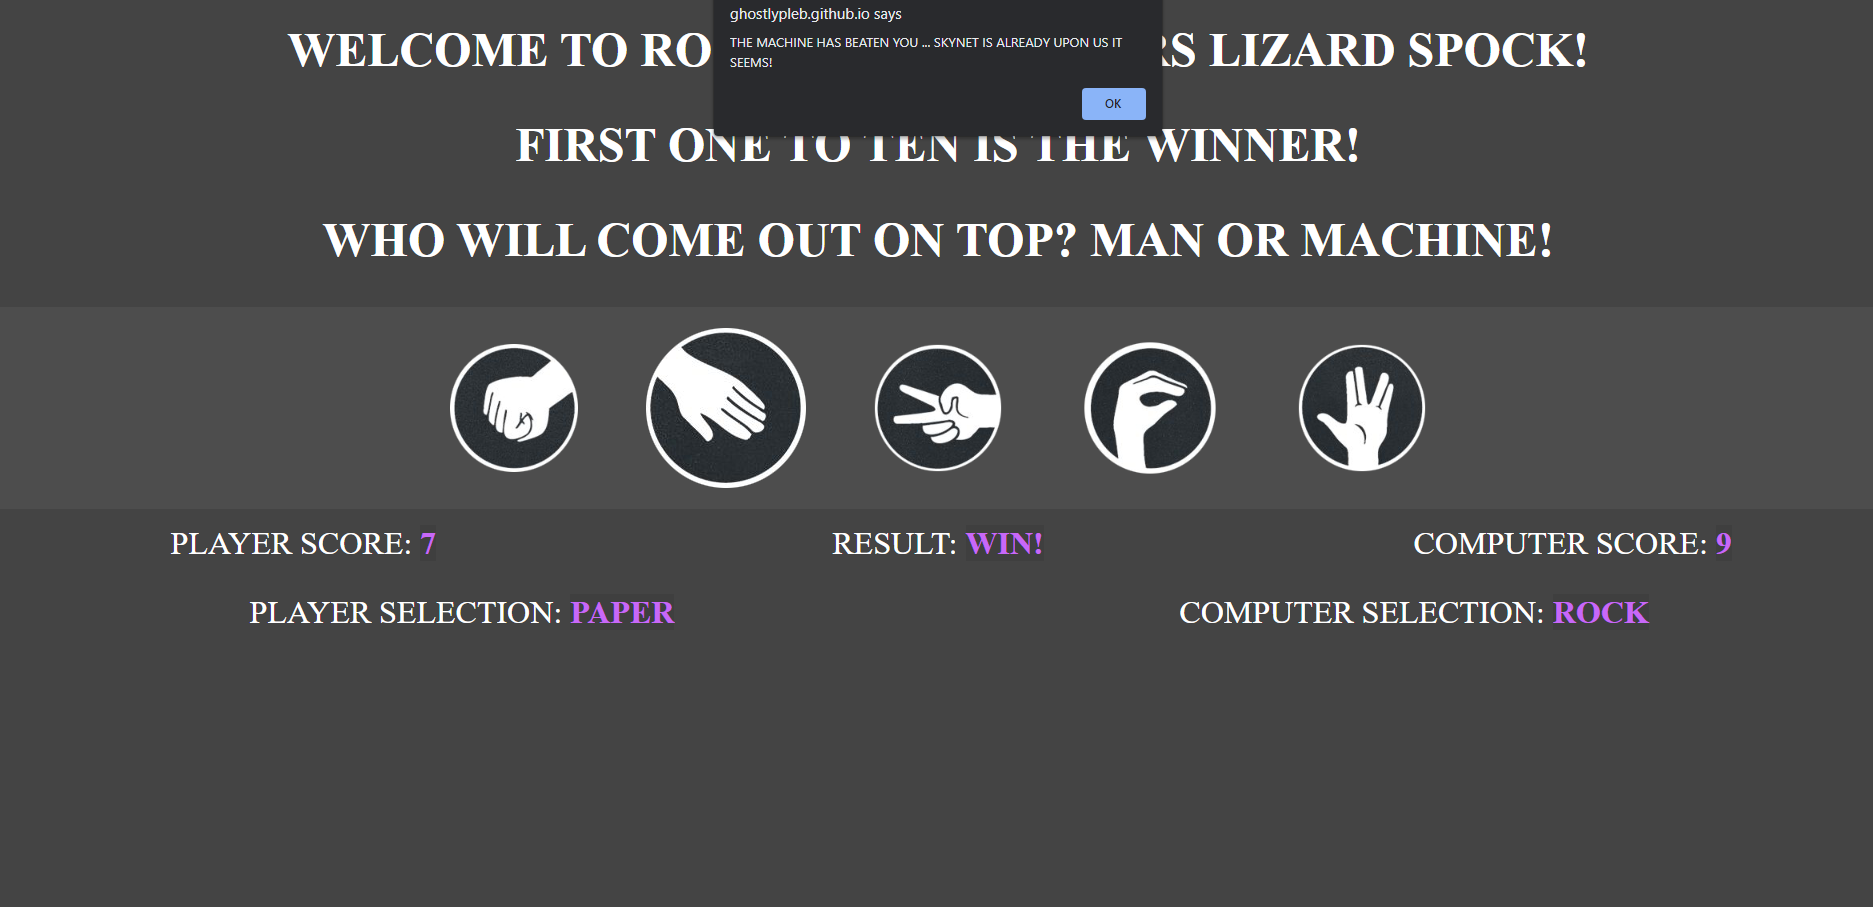 ghostlypleb.github.io says
THE MACHINE HAS BEATEN YOU ... SKYNET IS ALREADY UPON US IT
SEEMS!
OK
WELCOME TO RO RS LIZARD SPOCK!
FIRST ONE TO TEN IS THE WINNER!
WHO WILL COME OUT ON TOP? MAN OR MACHINE!
PLAYER SCORE: 7 RESULT: WIN! COMPUTER SCORE: 9
PLAYER SELECTION: PAPER COMPUTER SELECTION: ROCK